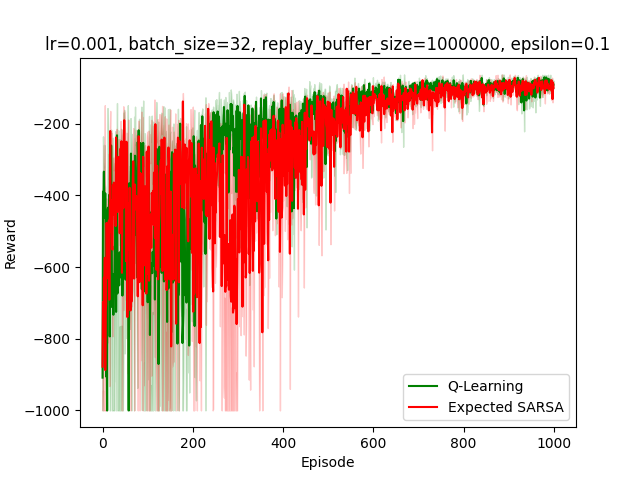 lr=0.001, batch_size=32, replay_buffer_size=1000000, epsilon=0.1
Reward
−200
−400
−600
−800
−1000
0 200 400 600 800 1000
Episode
Q-Learning
Expected SARSA